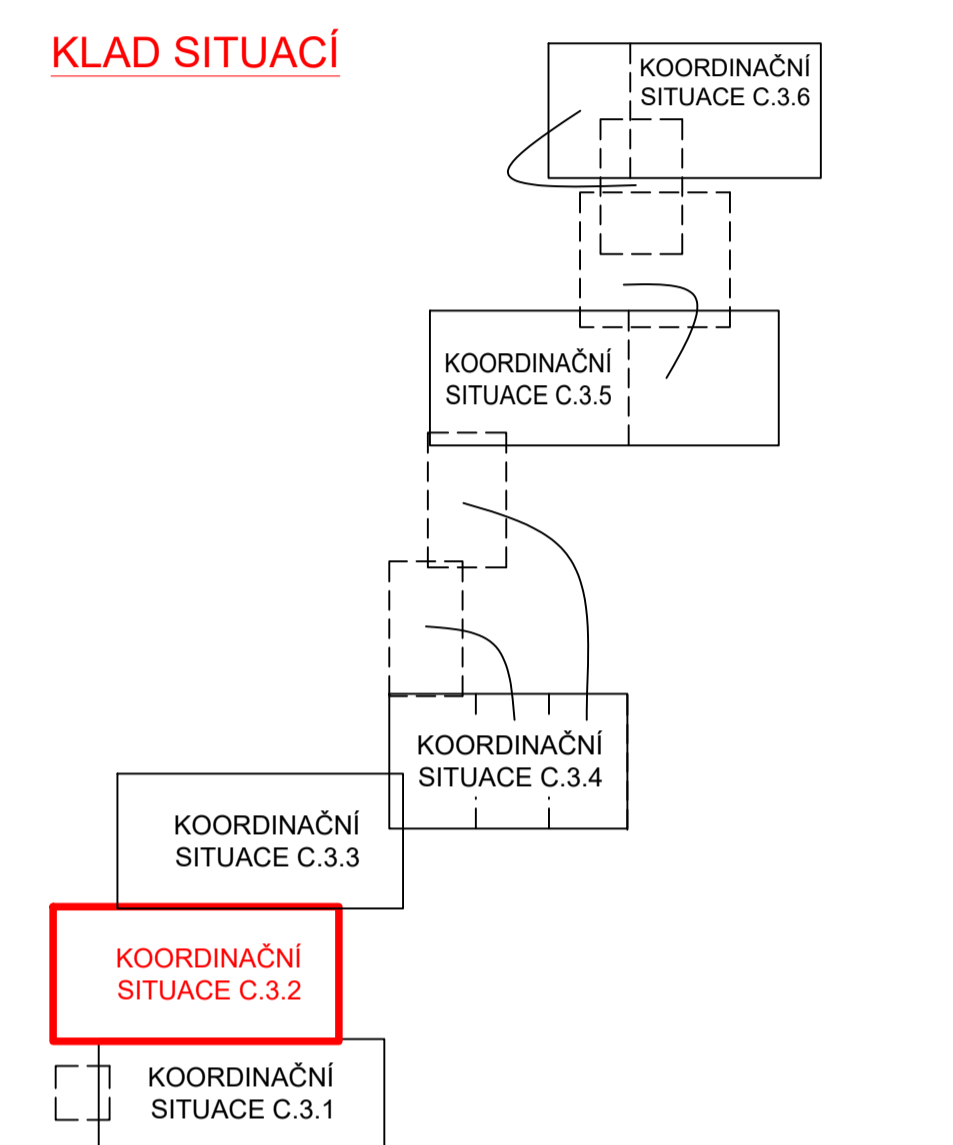 KLAD SITUACÍ
KOORDINAČNÍ
SITUACE C.3.6
KOORDINAČNÍ
SITUACE C.3.5
KOORDINAČNÍ
SITUACE C.3.4
KOORDINAČNÍ
SITUACE C.3.3
KOORDINAČNÍ
SITUACE C.3.2
KOORDINAČNÍ
SITUACE C.3.1